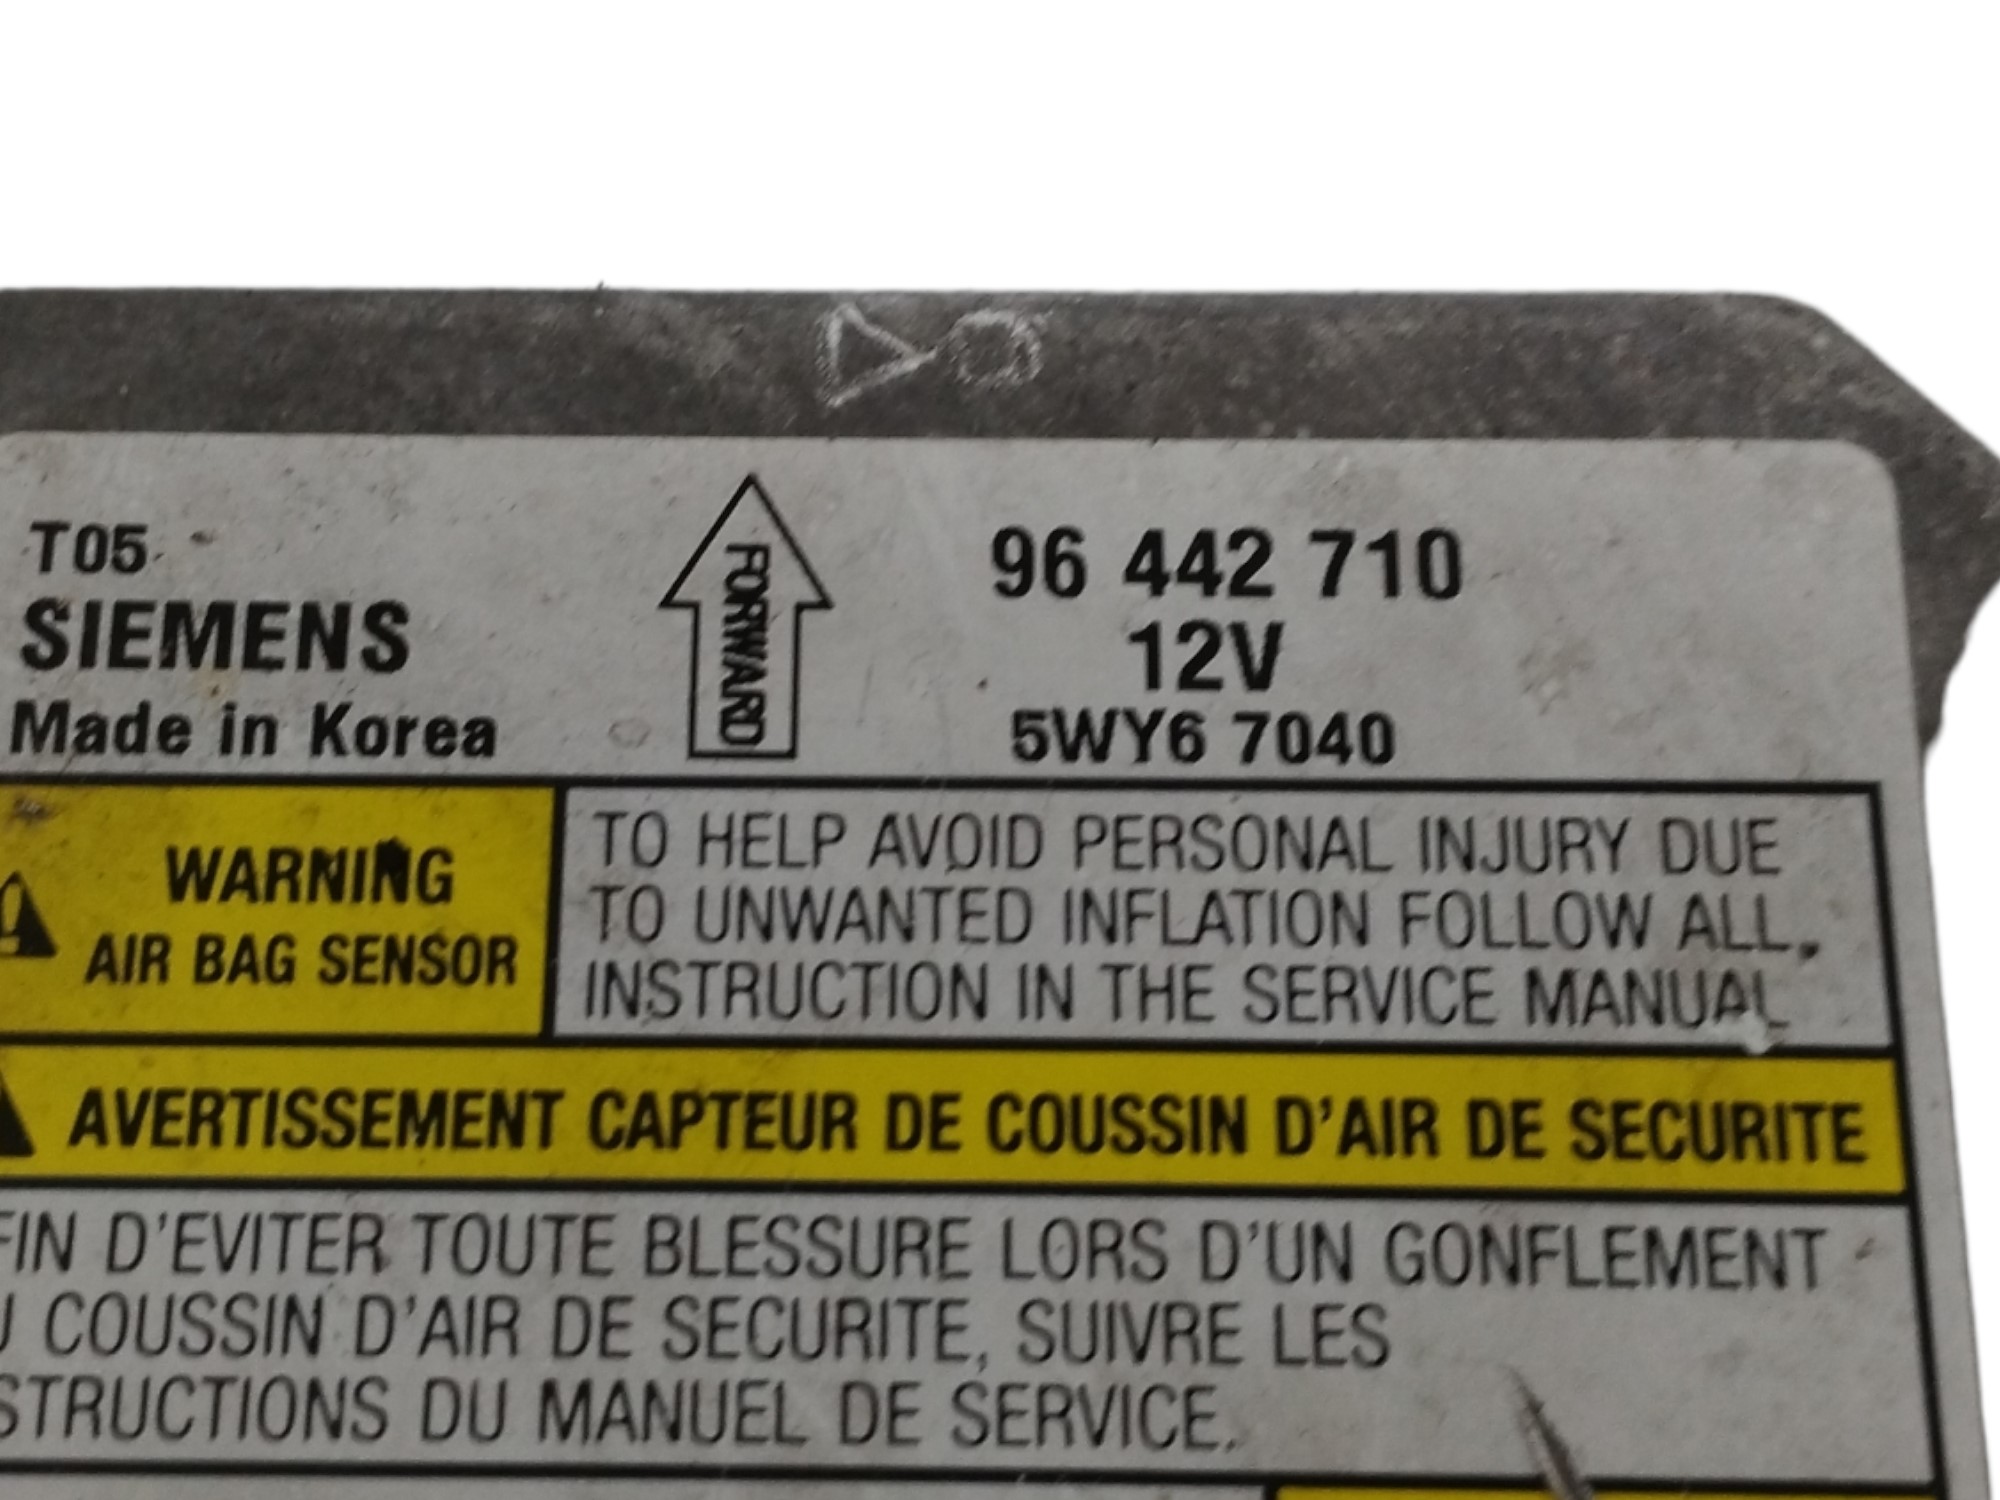 T05
SIEMENS
Made in Korea
FORWARD
96 442 710
12V
5WY6 7040
WARNING
AIR BAG SENSOR
TO HELP AVOID PERSONAL INJURY DUE
TO UNWANTED INFLATION FOLLOW ALL
INSTRUCTION IN THE SERVICE MANUAL
AVERTISSEMENT CAPTEUR DE COUSSIN D'AIR DE SECURITE
FIN D'EVITER TOUTE BLESSURE LORS D'UN GONFLEMENT
U COUSSIN D'AIR DE SECURITE, SUIVRE LES
STRUCTIONS DU MANUEL DE SERVICE.